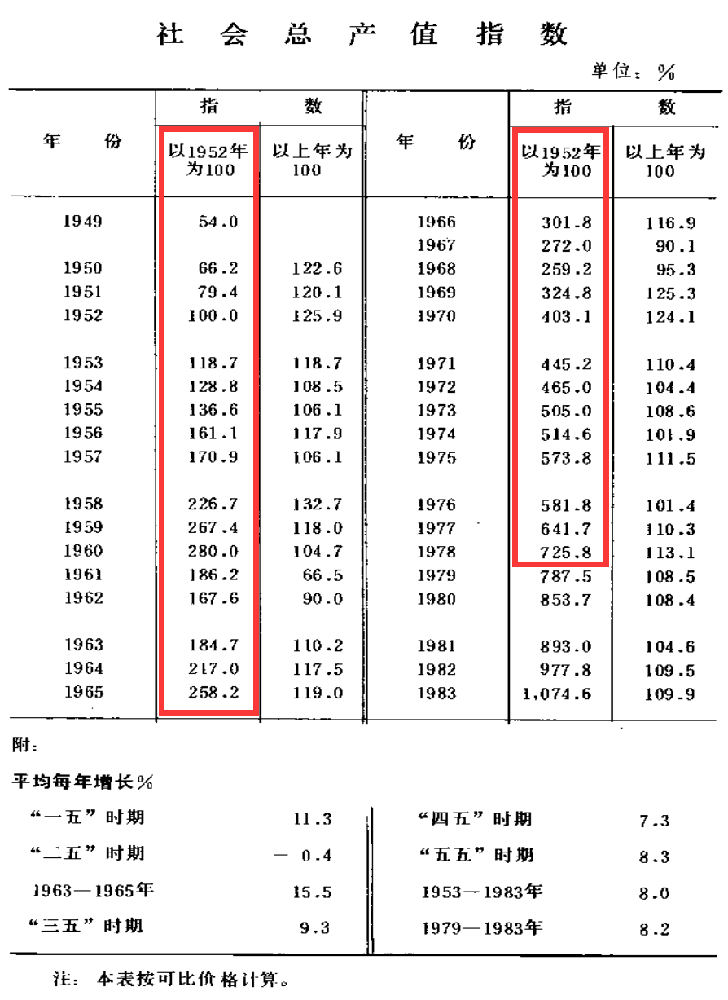 社会总产值指数
单位：%
年份 指数 年份 指数
以1952年为100 以上年为100 以1952年为100 以上年为100
1949 54.0 1966 301.8 116.9
1967 272.0 90.1
1950 66.2 122.6 1968 259.2 95.3
1951 79.4 120.1 1969 324.8 125.3
1952 100.0 125.9 1970 403.1 124.1
1953 118.7 118.7 1971 445.2 110.4
1954 128.8 108.5 1972 465.0 104.4
1955 136.6 106.1 1973 505.0 108.6
1956 161.1 117.9 1974 514.6 101.9
1957 170.9 106.1 1975 573.8 111.5
1958 226.7 132.7 1976 581.8 101.4
1959 267.4 118.0 1977 641.7 110.3
1960 280.0 104.7 1978 725.8 113.1
1961 186.2 66.5 1979 787.5 108.5
1962 167.6 90.0 1980 853.7 108.4
1963 184.7 110.2 1981 893.0 104.6
1964 217.0 117.5 1982 977.8 109.5
1965 258.2 119.0 1983 1,074.6 109.9
附：
平均每年增长%
“一五”时期 11.3 “四五”时期 7.3
“二五”时期 － 0.4 “五五”时期 8.3
1963—1965年 15.5 1953—1983年 8.0
“三五”时期 9.3 1979—1983年 8.2
注： 本表按可比价格计算。